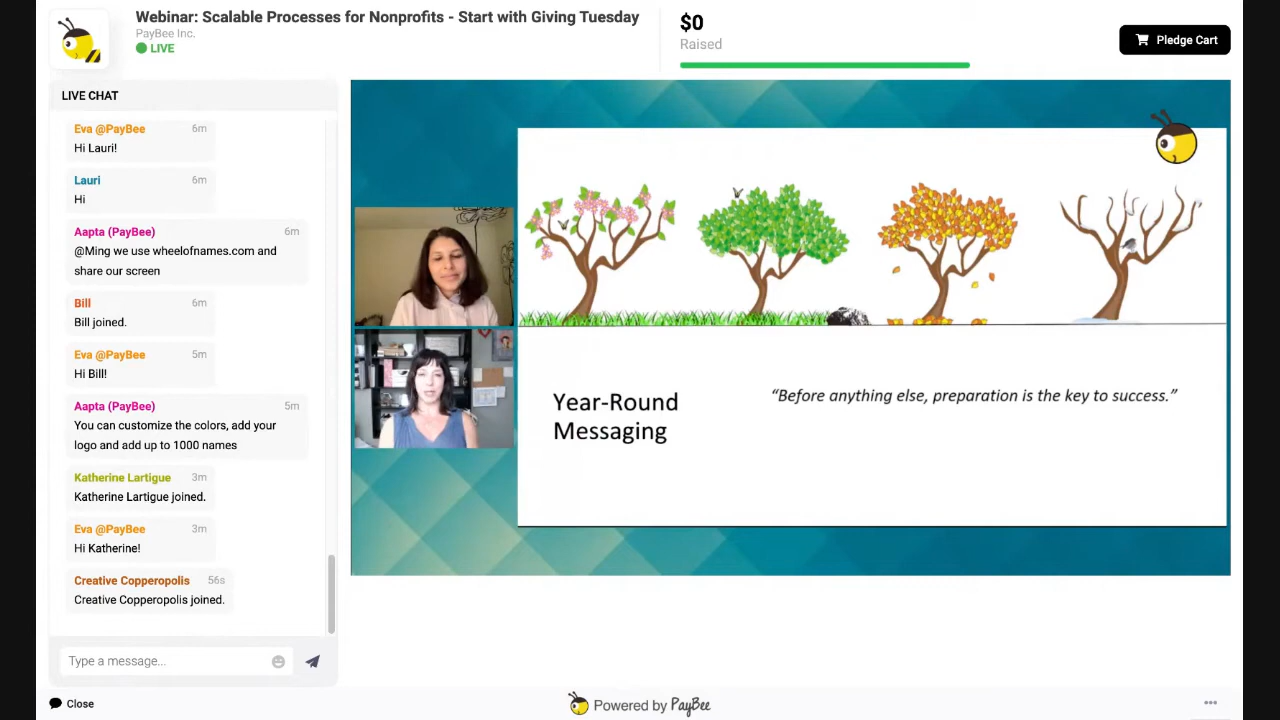 Webinar: Scalable Processes for Nonprofits - Start with Giving Tuesday
PayBee Inc.
LIVE
$0
Raised
Pledge Cart
LIVE CHAT
Eva @PayBee 6m
Hi Lauri!
Lauri 6m
Hi
Aapta (PayBee) 6m
@Ming we use wheelofnames.com and
share our screen
Bill 6m
Bill joined.
Eva @PayBee 5m
Hi Bill!
Aapta (PayBee) 5m
You can customize the colors, add your
logo and add up to 1000 names
Katherine Lartigue 3m
Katherine Lartigue joined.
Eva @PayBee 3m
Hi Katherine!
Creative Copperopolis 56s
Creative Copperopolis joined.
Type a message...
Close
Year-Round
Messaging
“Before anything else, preparation is the key to success.”
Powered by PayBee